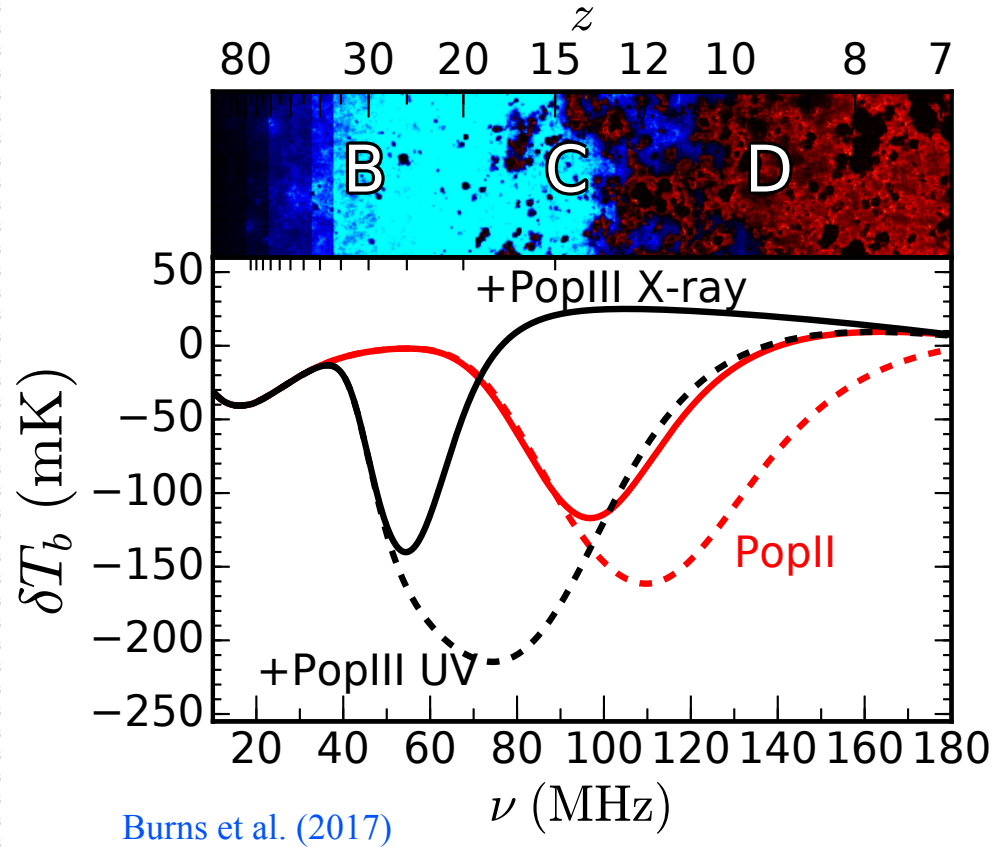 z
80 30 20 15 12 10 8 7
B C D
50
0
−50
−100
−150
−200
−250
δT_b (mK)
+PopIII X-ray
PopII
+PopIII UV
20 40 60 80 100 120 140 160 180
ν (MHz)
Burns et al. (2017)